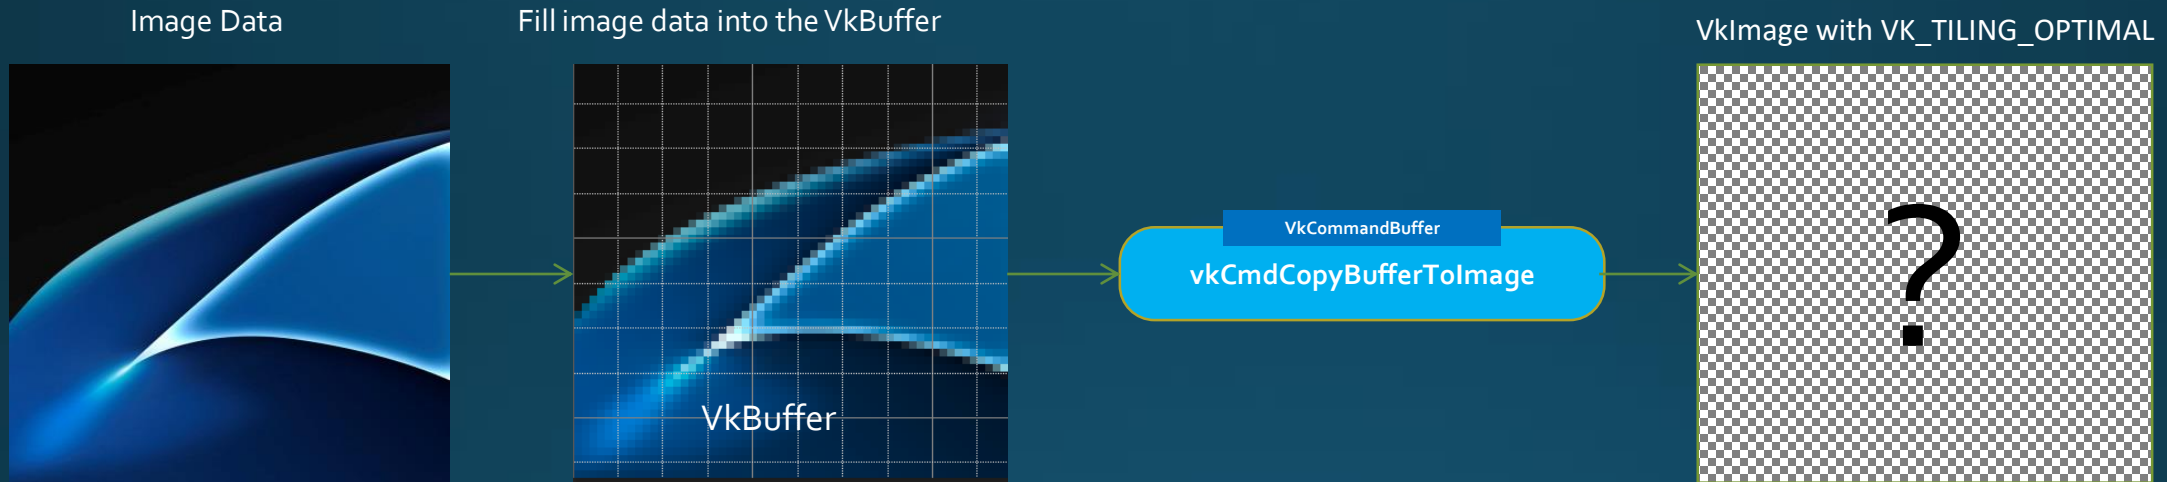 Image Data
Fill image data into the VkBuffer
VkImage with VK_TILING_OPTIMAL
VkCommandBuffer
vkCmdCopyBufferToImage
?
VkBuffer